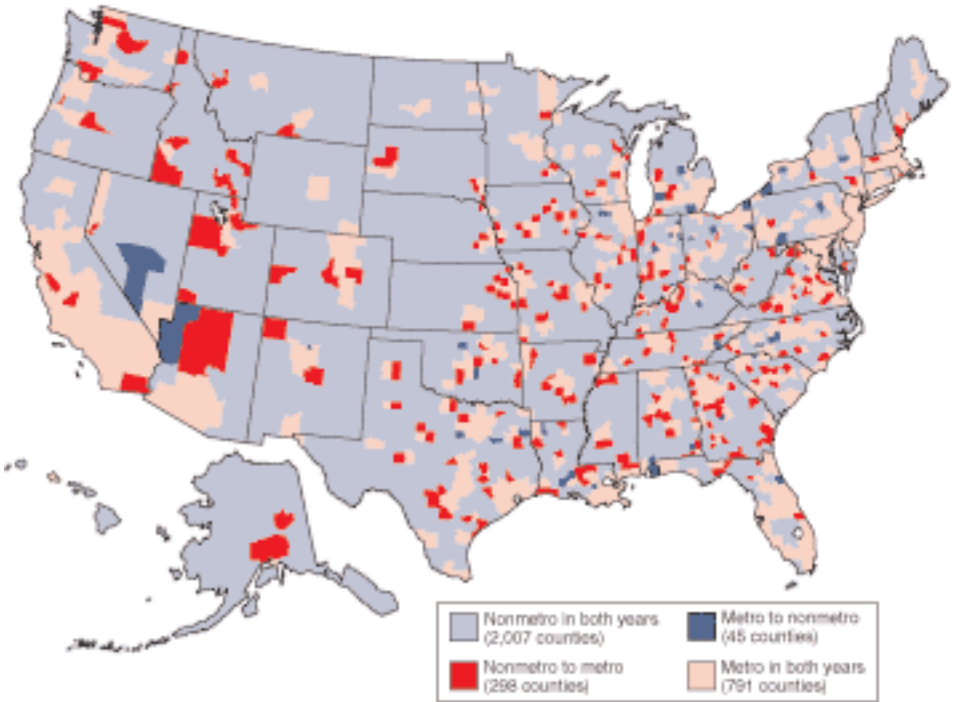 Nonmetro in both years
(2,007 counties)
Metro to nonmetro
(45 counties)
Nonmetro to metro
(298 counties)
Metro in both years
(791 counties)